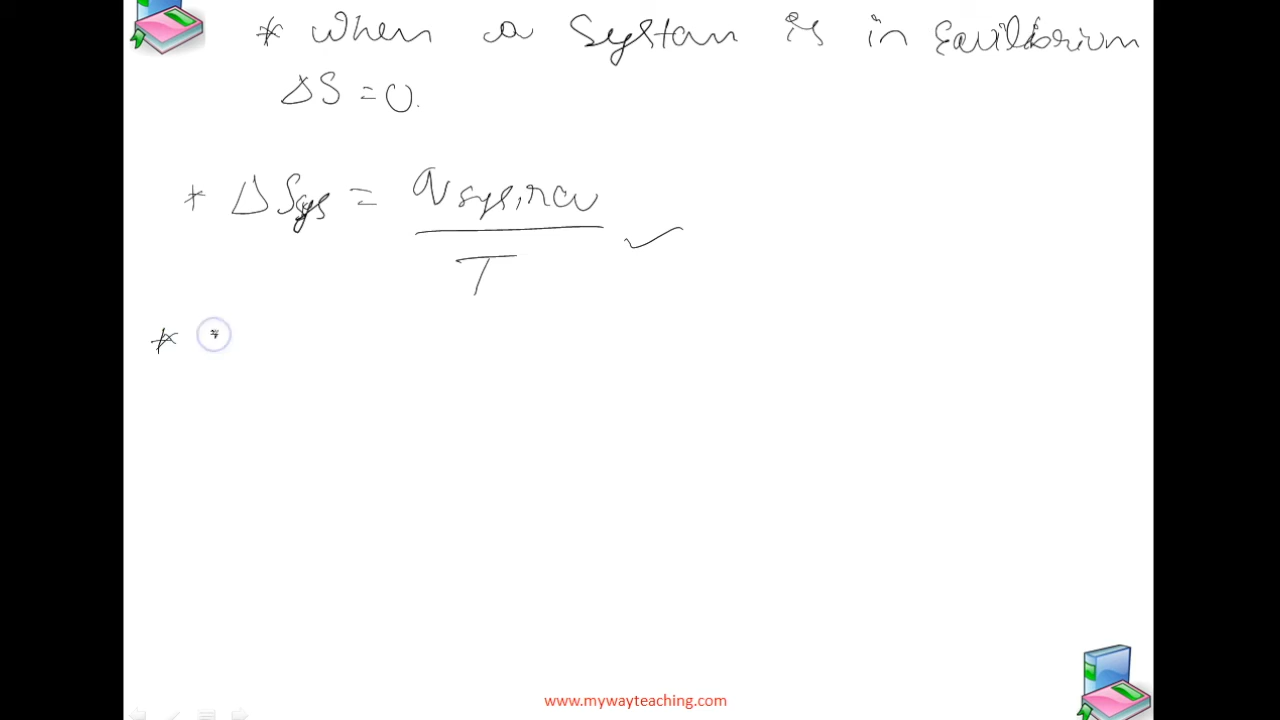 * When a System is in Equilibrium
ΔS = 0.
* ΔSsys = qsys,rev
T
*
www.mywayteaching.com